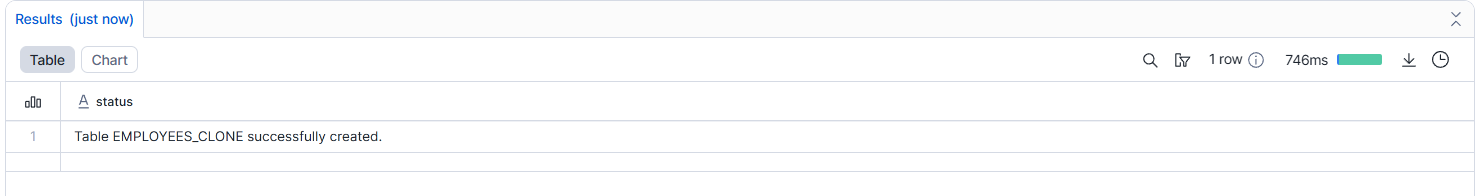 Results (just now)
Table Chart 1 row 746ms
A status
1 Table EMPLOYEES_CLONE successfully created.